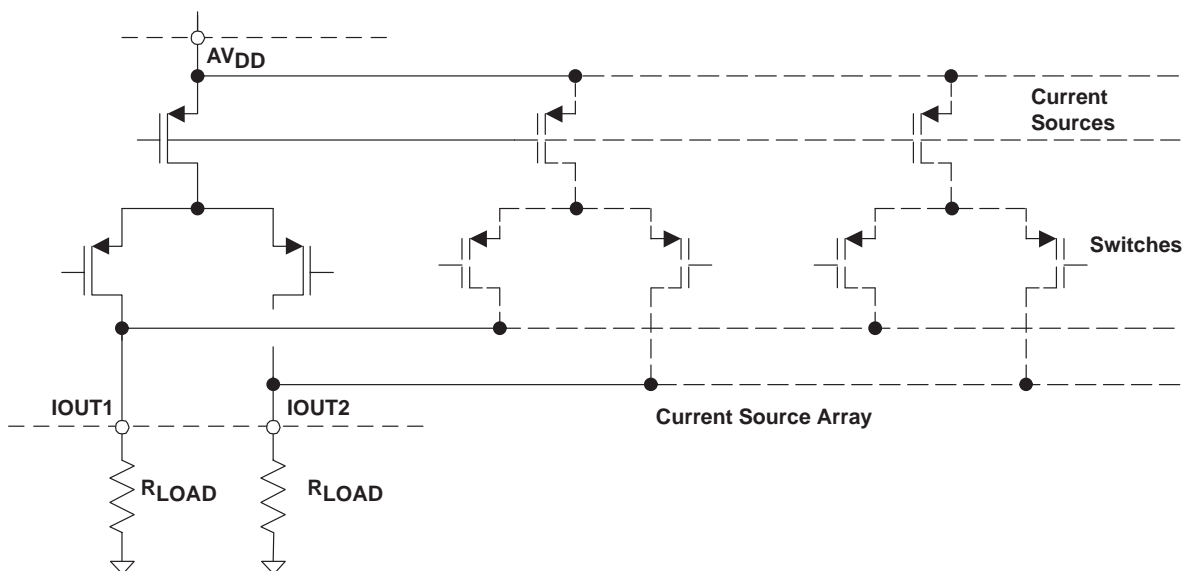 AVDD
Current
Sources
Switches
IOUT1
IOUT2
Current Source Array
RLOAD
RLOAD